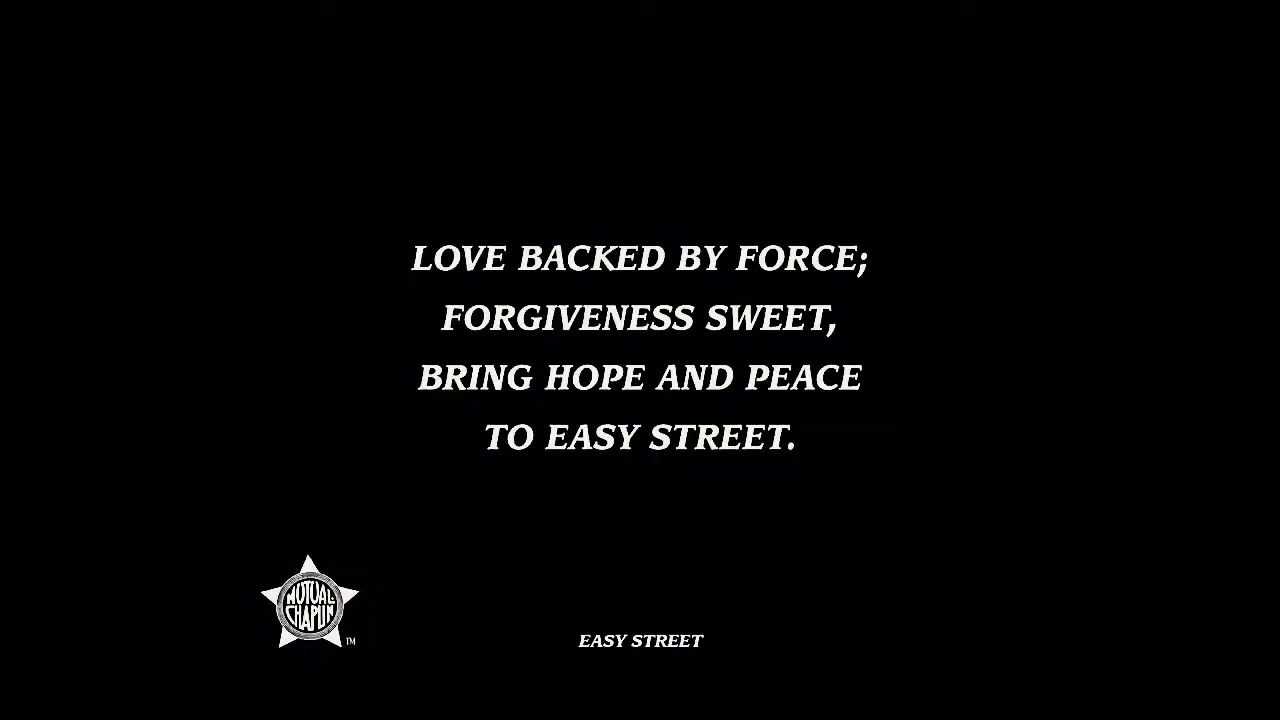 LOVE BACKED BY FORCE;
FORGIVENESS SWEET,
BRING HOPE AND PEACE
TO EASY STREET.
MUTUAL-
CHAPLIN
TM
EASY STREET